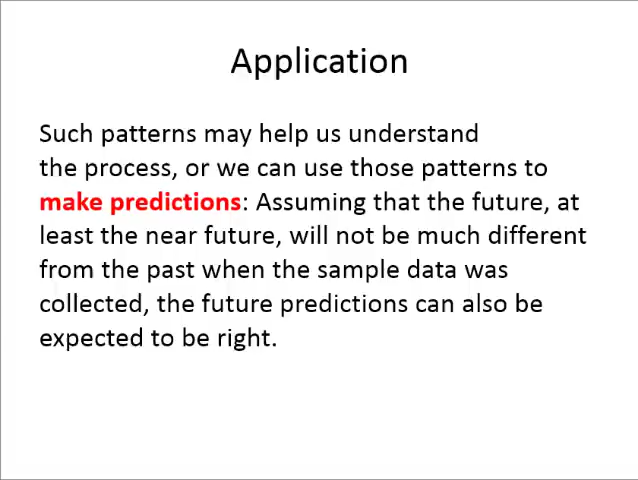 Application
Such patterns may help us understand
the process, or we can use those patterns to
make predictions: Assuming that the future, at
least the near future, will not be much different
from the past when the sample data was
collected, the future predictions can also be
expected to be right.